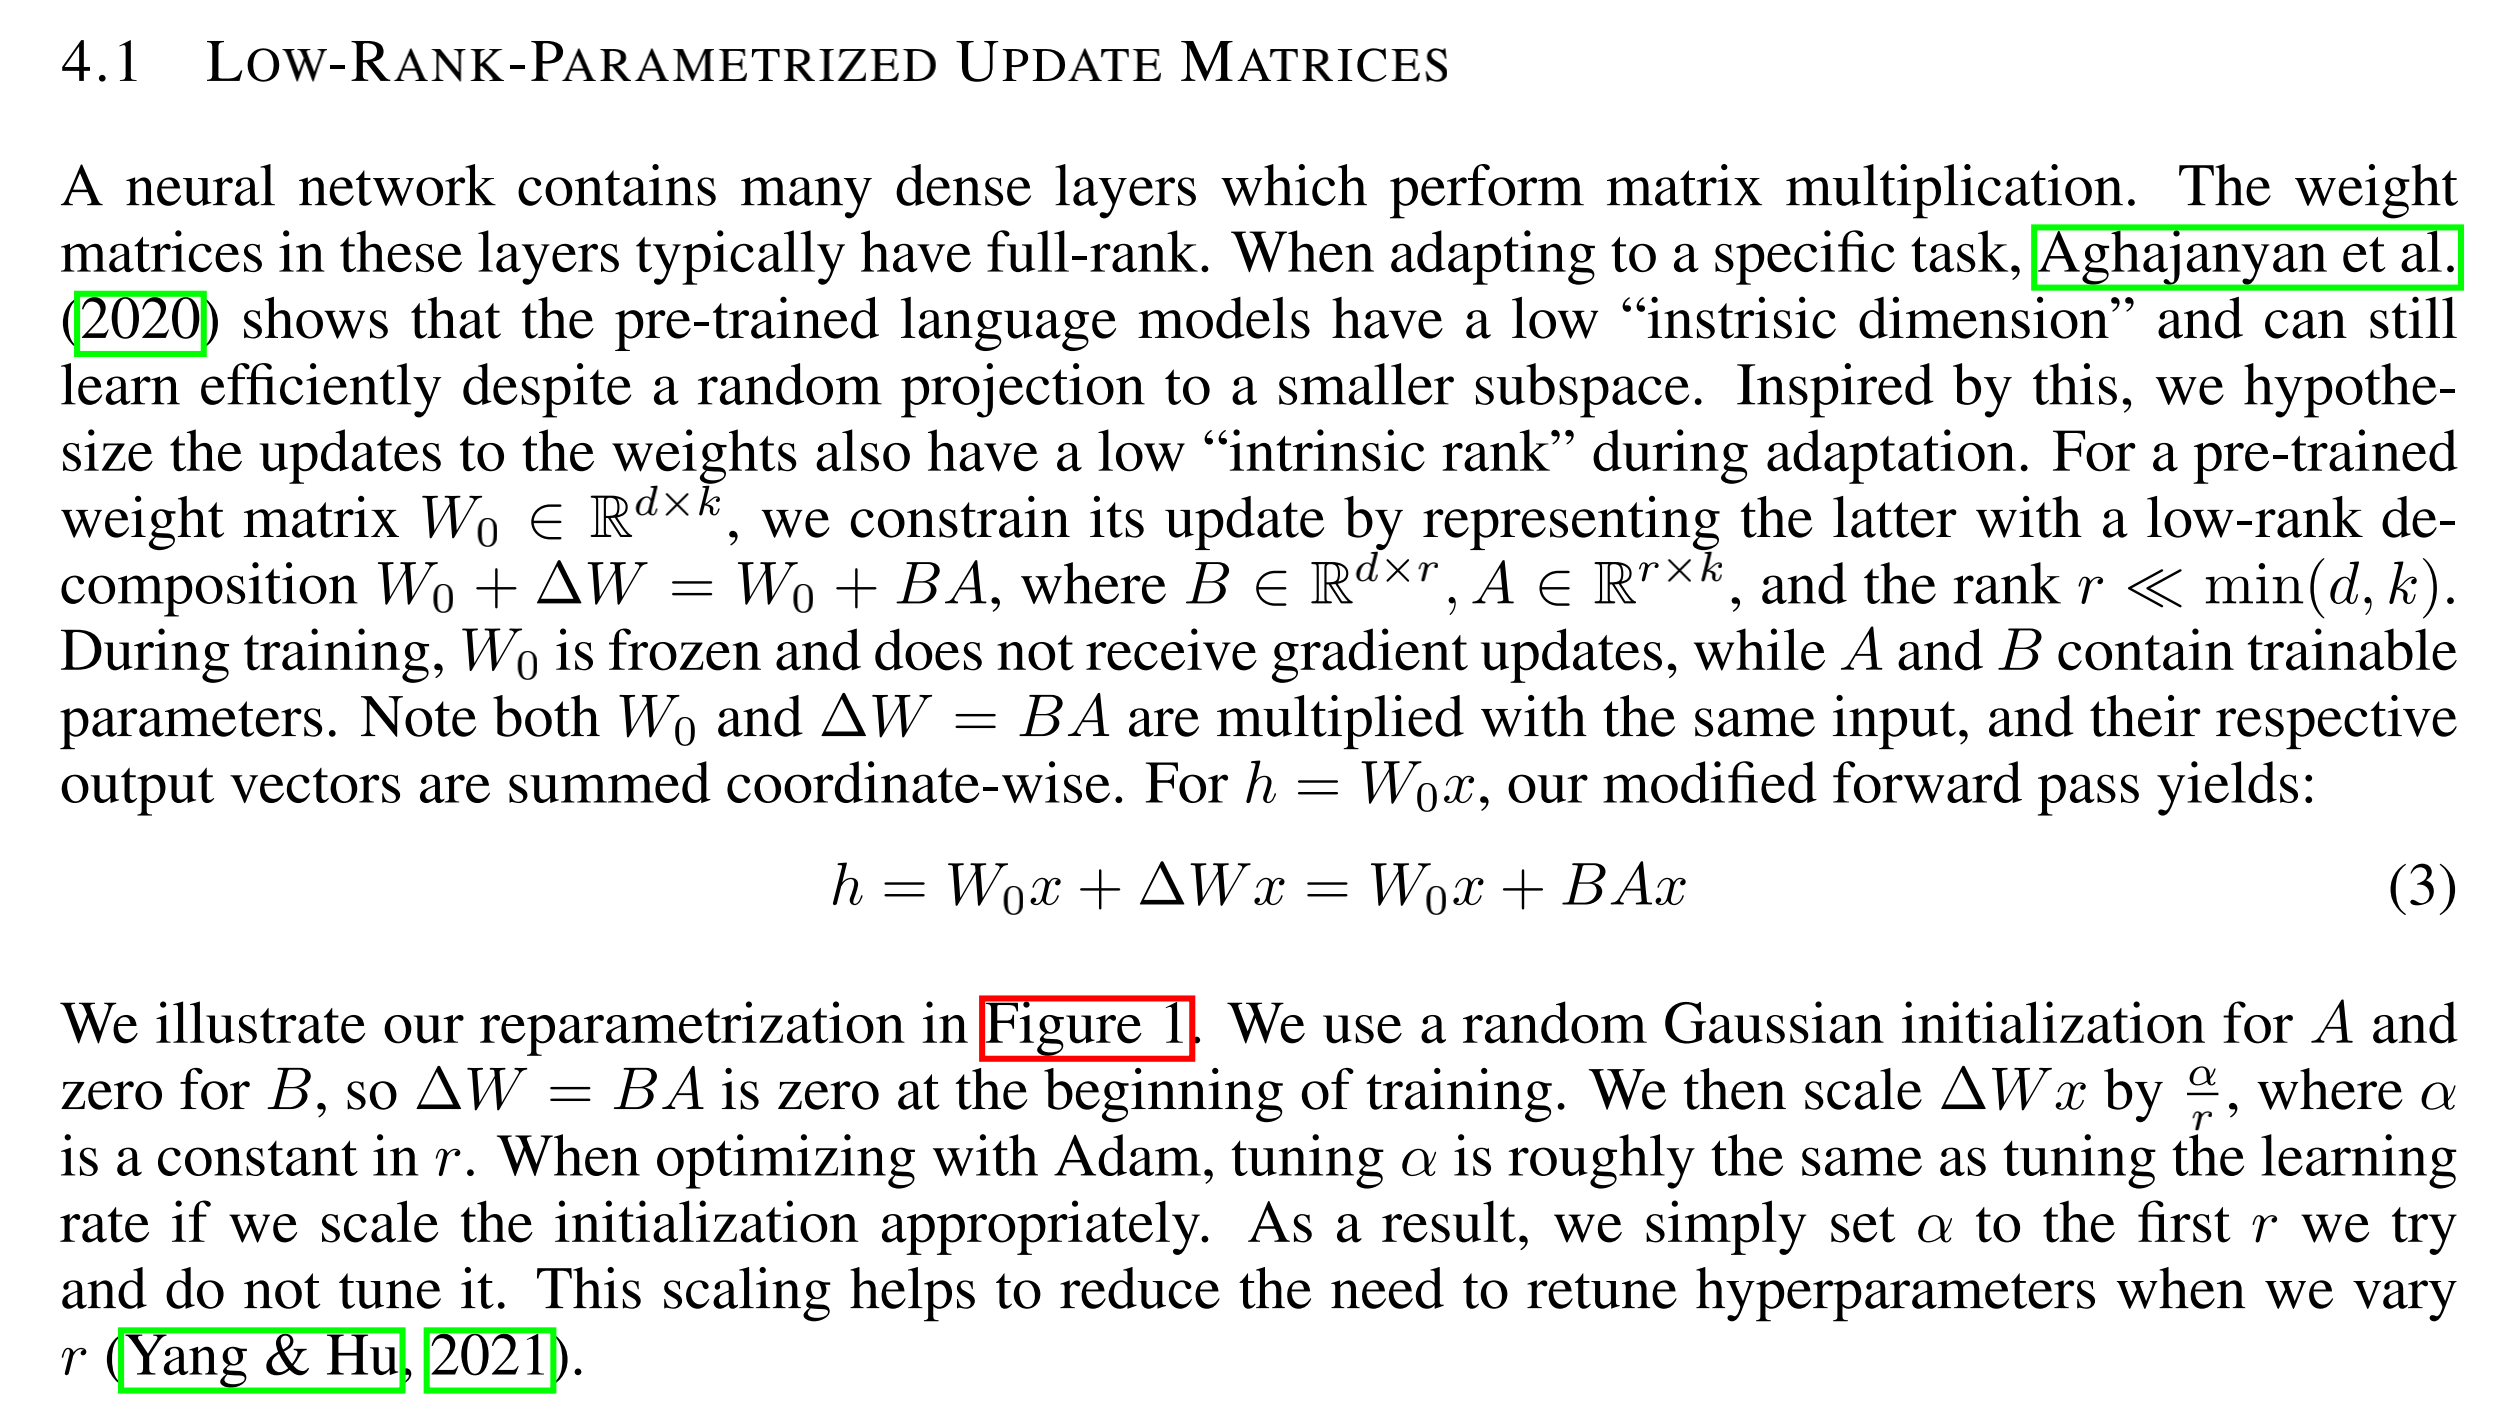 4.1 LOW-RANK-PARAMETRIZED UPDATE MATRICES
A neural network contains many dense layers which perform matrix multiplication. The weight
matrices in these layers typically have full-rank. When adapting to a specific task, Aghajanyan et al.
(2020) shows that the pre-trained language models have a low “instrisic dimension” and can still
learn efficiently despite a random projection to a smaller subspace. Inspired by this, we hypothe-
size the updates to the weights also have a low “intrinsic rank” during adaptation. For a pre-trained
weight matrix $W_0 \in \mathbb{R}^{d \times k}$, we constrain its update by representing the latter with a low-rank de-
composition $W_0 + \Delta W = W_0 + BA$, where $B \in \mathbb{R}^{d \times r}, A \in \mathbb{R}^{r \times k}$, and the rank $r \ll \min(d, k)$.
During training, $W_0$ is frozen and does not receive gradient updates, while $A$ and $B$ contain trainable
parameters. Note both $W_0$ and $\Delta W = BA$ are multiplied with the same input, and their respective
output vectors are summed coordinate-wise. For $h = W_0 x$, our modified forward pass yields:
$h = W_0 x + \Delta W x = W_0 x + BAx$ (3)
We illustrate our reparametrization in Figure 1. We use a random Gaussian initialization for $A$ and
zero for $B$, so $\Delta W = BA$ is zero at the beginning of training. We then scale $\Delta W x$ by $\frac{\alpha}{r}$, where $\alpha$
is a constant in $r$. When optimizing with Adam, tuning $\alpha$ is roughly the same as tuning the learning
rate if we scale the initialization appropriately. As a result, we simply set $\alpha$ to the first $r$ we try
and do not tune it. This scaling helps to reduce the need to retune hyperparameters when we vary
$r$ (Yang & Hu, 2021).